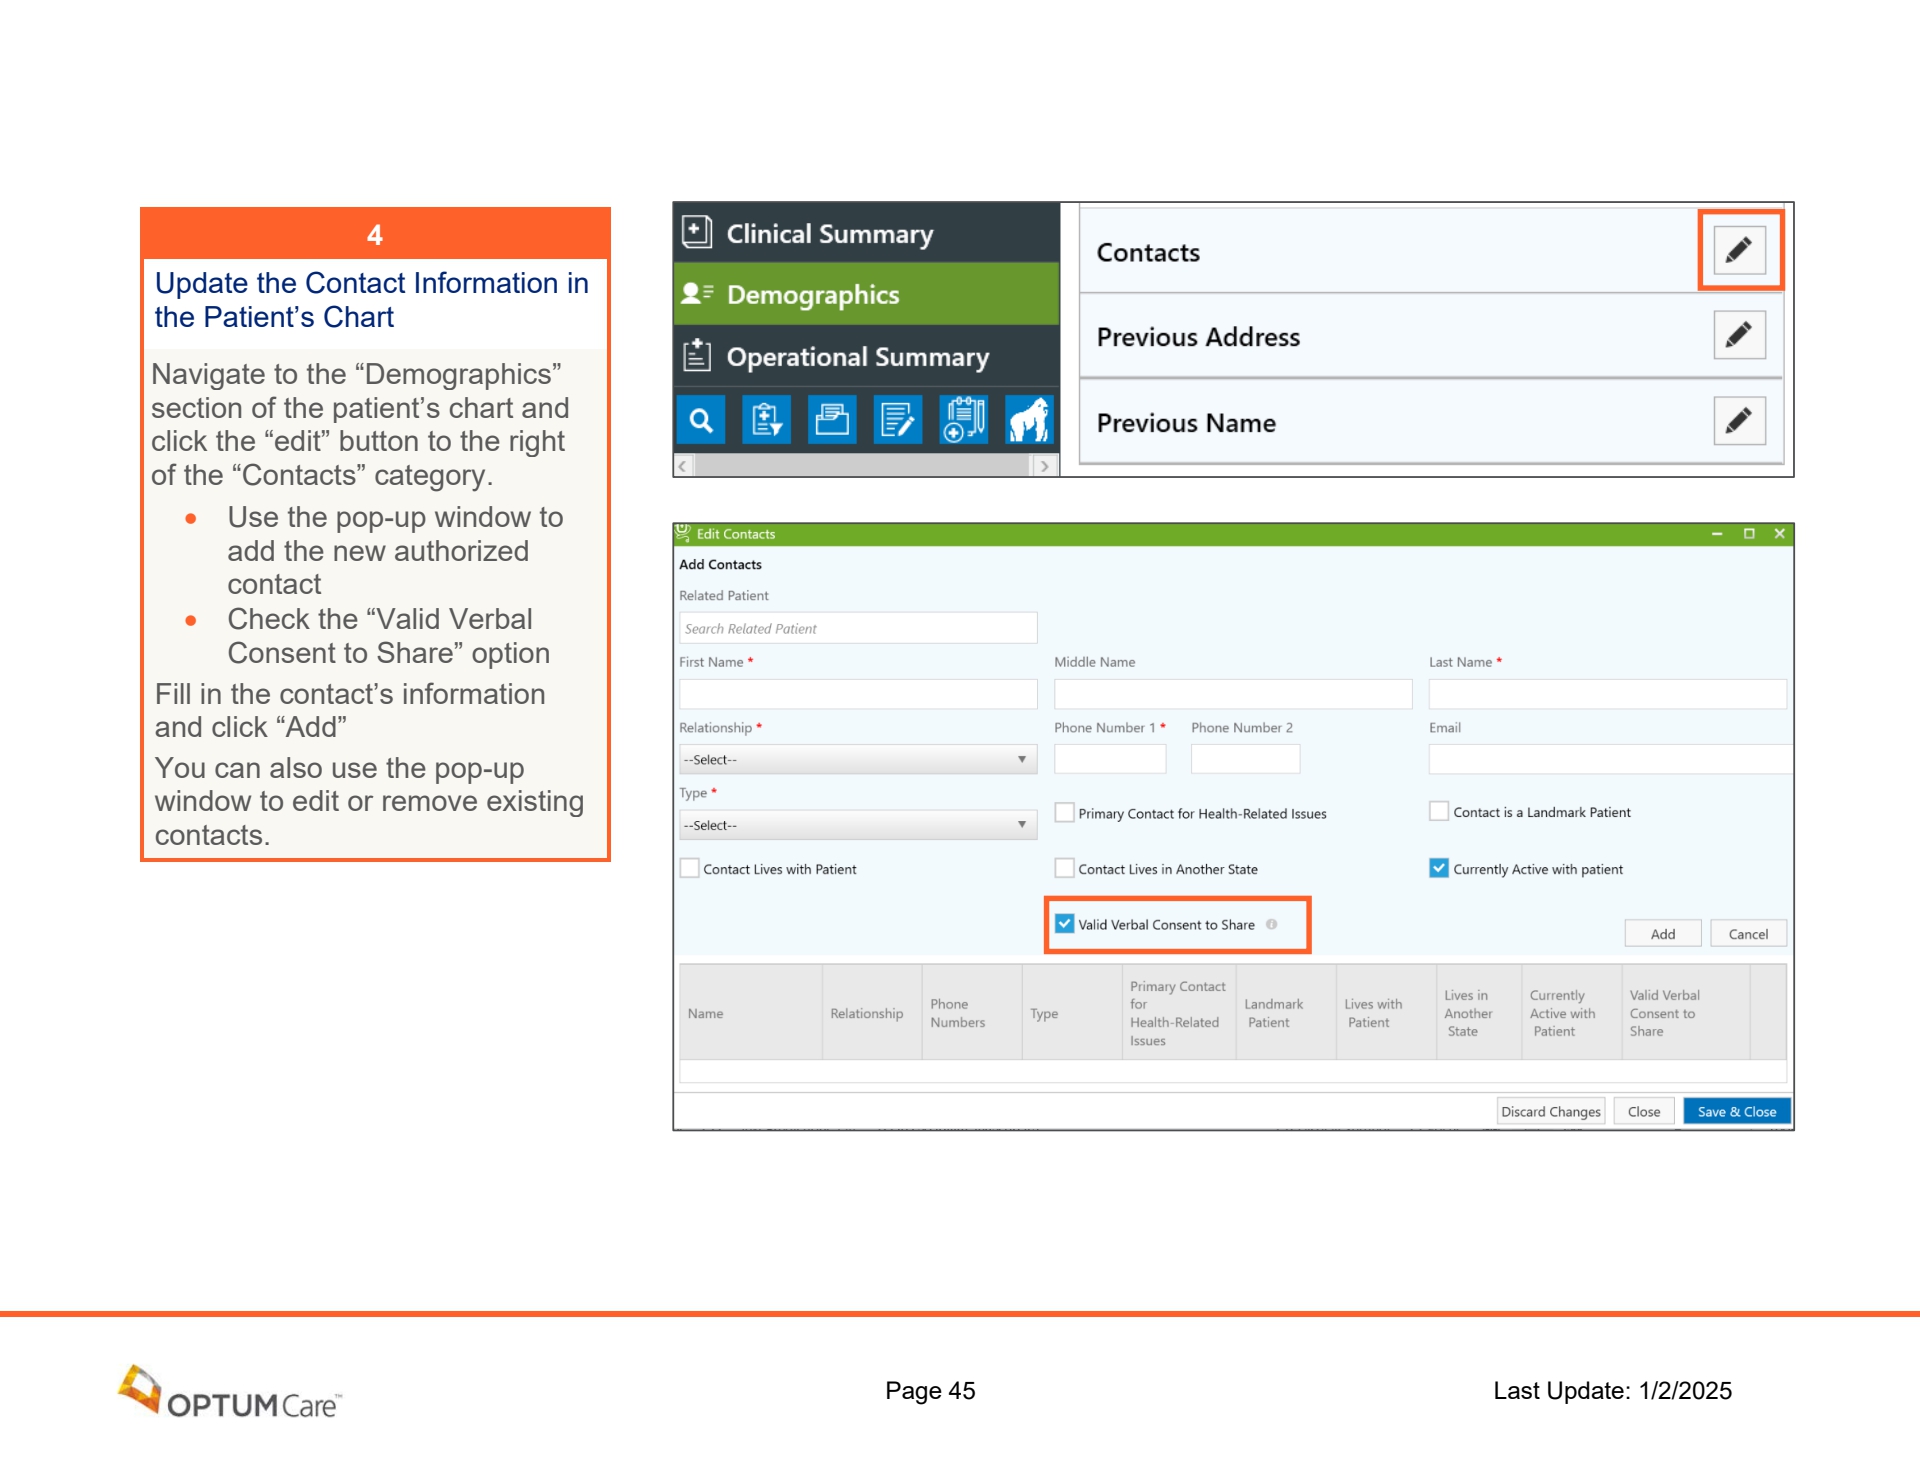 4
Update the Contact Information in
the Patient’s Chart
Navigate to the “Demographics”
section of the patient’s chart and
click the “edit” button to the right
of the “Contacts” category.
• Use the pop-up window to
add the new authorized
contact
• Check the “Valid Verbal
Consent to Share” option
Fill in the contact’s information
and click “Add”
You can also use the pop-up
window to edit or remove existing
contacts.
Clinical Summary
Demographics
Operational Summary
Contacts
Previous Address
Previous Name
Edit Contacts
Add Contacts
Related Patient
Search Related Patient
First Name * Middle Name Last Name *
Relationship * Phone Number 1 * Phone Number 2 Email
--Select--
Type *
--Select--
Primary Contact for Health-Related Issues Contact is a Landmark Patient
Contact Lives with Patient Contact Lives in Another State Currently Active with patient
Valid Verbal Consent to Share
Add Cancel
Name
Relationship
Phone
Numbers
Type
Primary Contact
for
Health-Related
Issues
Landmark
Patient
Lives with
Patient
Lives in
Another
State
Currently
Active with
Patient
Valid Verbal
Consent to
Share
Discard Changes Close Save & Close
OPTUMCare™
Page 45
Last Update: 1/2/2025